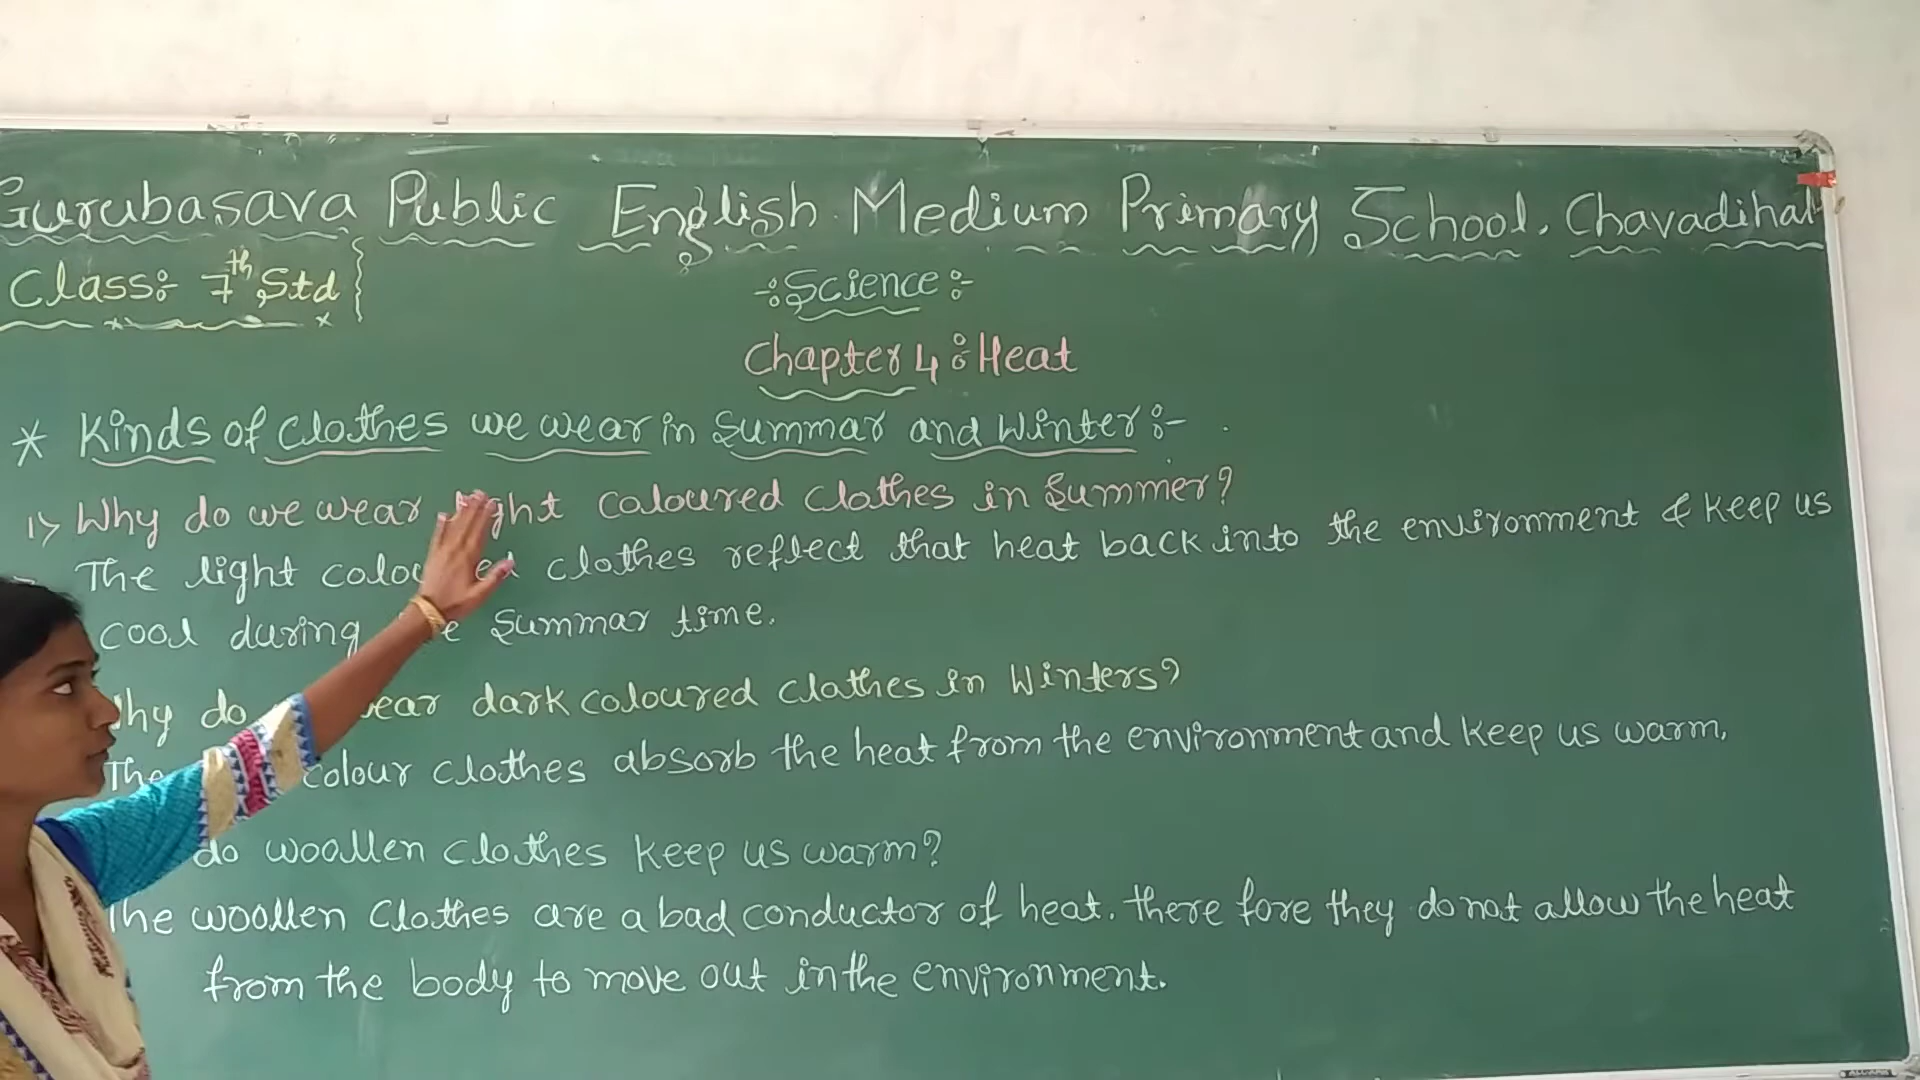 Gurubasava Public English Medium Primary School, Chavadihal
Class:- 7th Std
-:Science:-
Chapter 4: Heat
* Kinds of clothes we wear in Summar and Winter:-
1> Why do we wear light coloured clothes in Summer?
The light coloured clothes reflect that heat back into the environment & keep us
cool during the Summar time.
do wear dark coloured clothes in Winters?
The colour clothes absorb the heat from the environment and keep us warm.
do woollen clothes keep us warm?
The woollen clothes are a bad conductor of heat. there fore they do not allow the heat
from the body to move out in the environment.